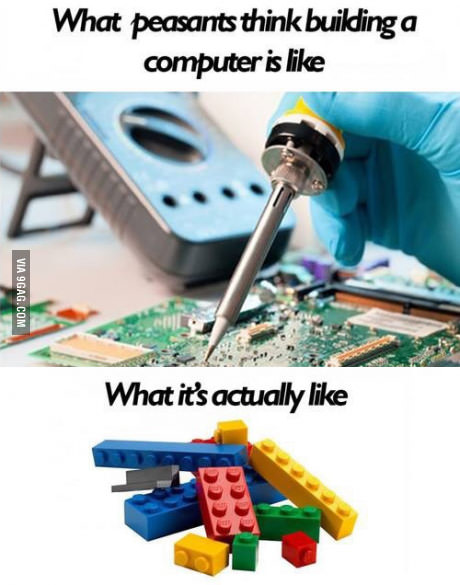 What peasants think building a
computer is like
VIA 9GAG.COM
What it's actually like